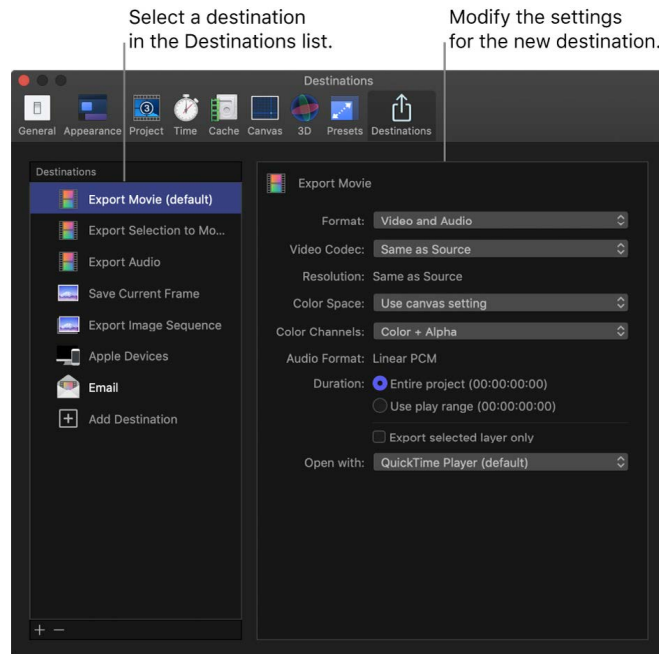 Select a destination
in the Destinations list.
Modify the settings
for the new destination.
Destinations
General Appearance Project Time Cache Canvas 3D Presets Destinations
Destinations
Export Movie (default)
Export Selection to Mo...
Export Audio
Save Current Frame
Export Image Sequence
Apple Devices
Email
Add Destination
Export Movie
Format: Video and Audio
Video Codec: Same as Source
Resolution: Same as Source
Color Space: Use canvas setting
Color Channels: Color + Alpha
Audio Format: Linear PCM
Duration: Entire project (00:00:00:00)
Use play range (00:00:00:00)
Export selected layer only
Open with: QuickTime Player (default)